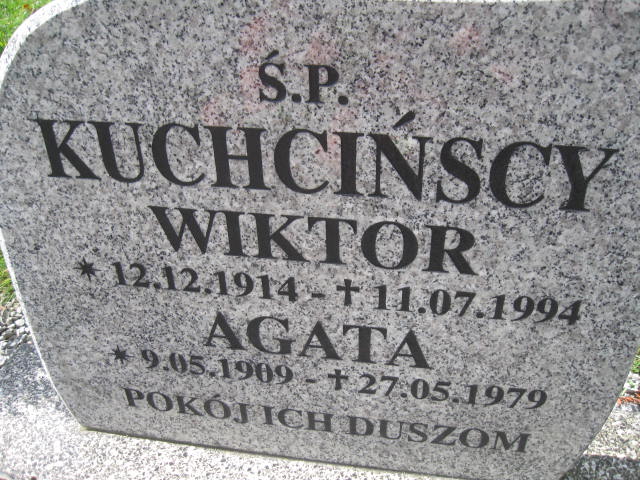 Ś.P.
KUCHCIŃSCY
WIKTOR
* 12.12.1914 - † 11.07.1994
AGATA
* 9.05.1909 - † 27.05.1979
POKÓJ ICH DUSZOM